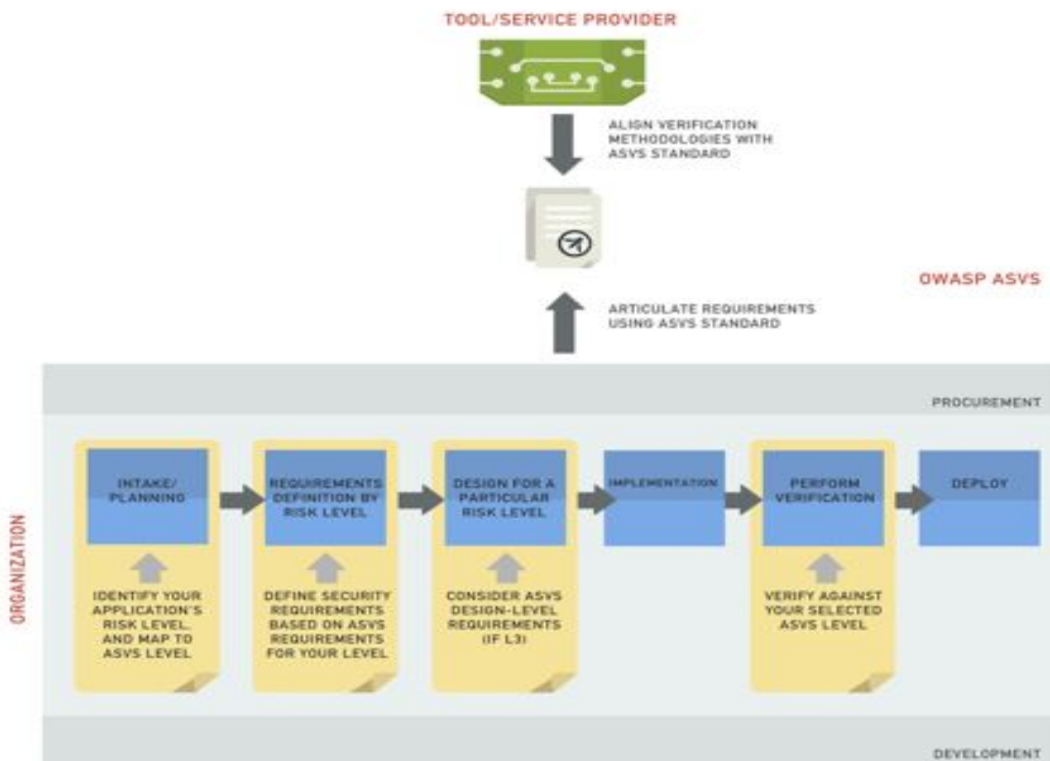 TOOL/SERVICE PROVIDER
ALIGN VERIFICATION
METHODOLOGIES WITH
ASVS STANDARD
OWASP ASVS
ARTICULATE REQUIREMENTS
USING ASVS STANDARD
PROCUREMENT
ORGANIZATION
INTAKE/
PLANNING
IDENTIFY YOUR
APPLICATION'S
RISK LEVEL,
AND MAP TO
ASVS LEVEL
REQUIREMENTS
DEFINITION BY
RISK LEVEL
DEFINE SECURITY
REQUIREMENTS
BASED ON ASVS
REQUIREMENTS
FOR YOUR LEVEL
DESIGN FOR A
PARTICULAR
RISK LEVEL
CONSIDER ASVS
DESIGN-LEVEL
REQUIREMENTS
(IF L3)
IMPLEMENTATION
PERFORM
VERIFICATION
VERIFY AGAINST
YOUR SELECTED
ASVS LEVEL
DEPLOY
DEVELOPMENT